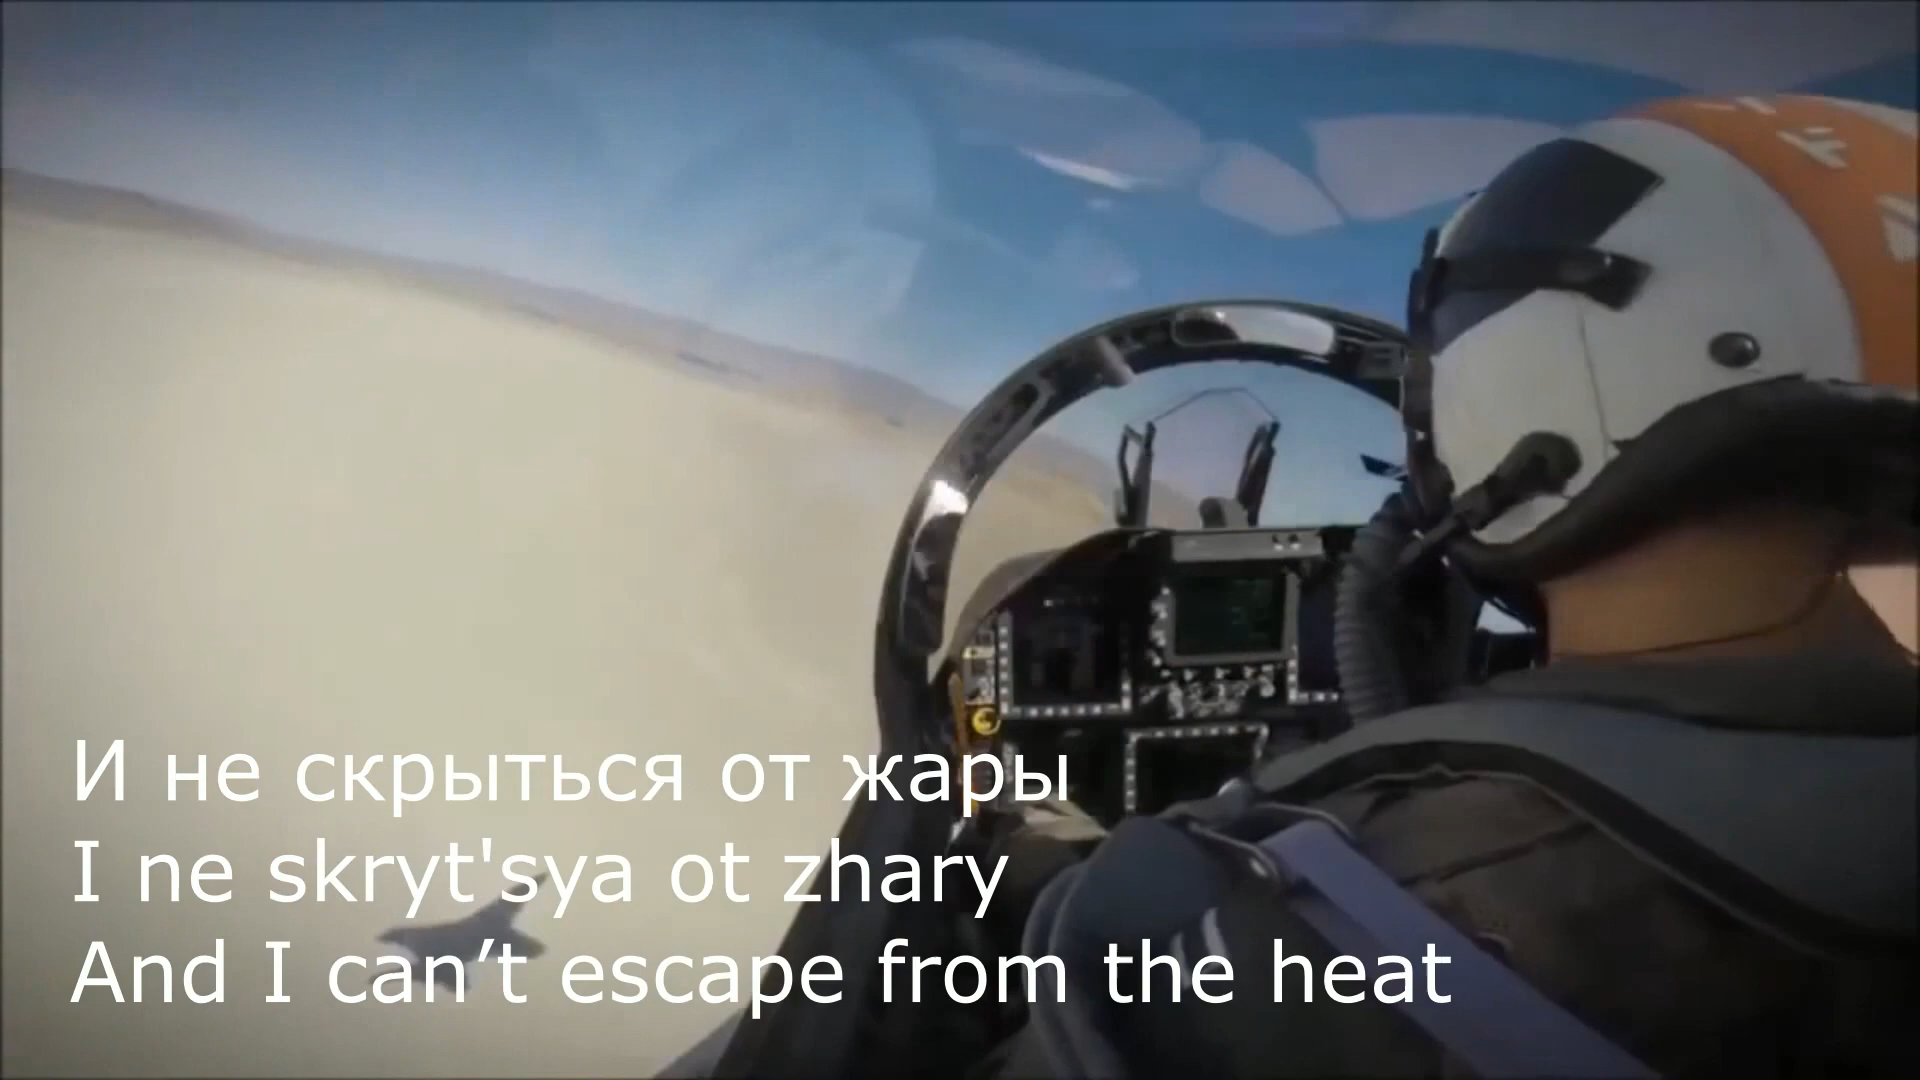 И не скрыться от жары
I ne skryt'sya ot zhary
And I can’t escape from the heat